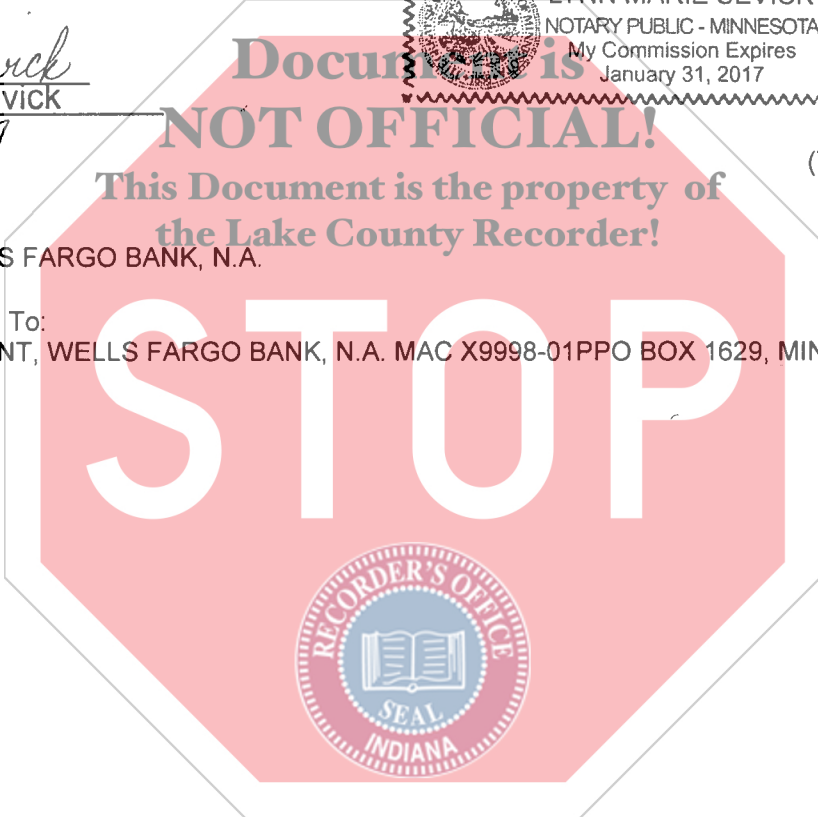 NOTARY PUBLIC - MINNESOTA
My Commission Expires
January 31, 2017
vick
Document is
NOT OFFICIAL!
This Document is the property of
the Lake County Recorder!
S FARGO BANK, N.A.
To:
NT, WELLS FARGO BANK, N.A. MAC X9998-01PPO BOX 1629, MIN
STOP
RECORDER'S OFFICE
SEAL
INDIANA